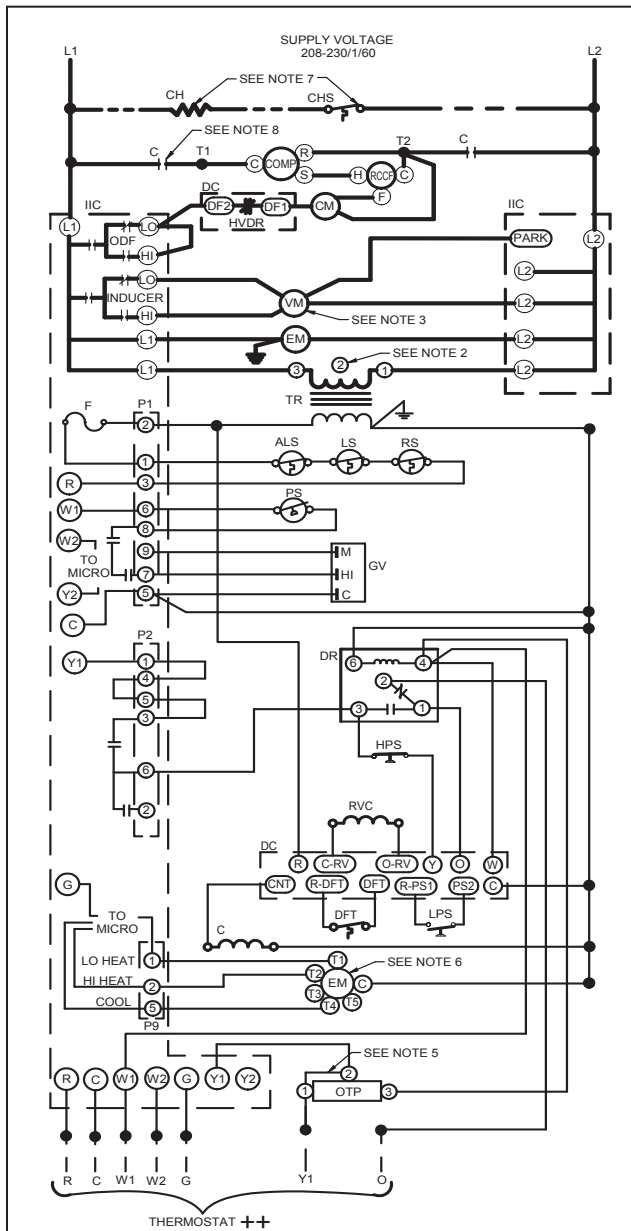 SUPPLY VOLTAGE
208-230/1/60
L1
L2
SEE NOTE 7
CH
CHS
SEE NOTE 8
C
T1
C
COMP
R
S
T2
H
RCCF
C
F
C
DC
DF2
DF1
HVDR
CM
IIC
L1
LO
ODF
HI
LO
INDUCER
HI
L1
L1
IIC
PARK
L2
L2
L2
L2
L2
VM
SEE NOTE 3
EM
SEE NOTE 2
3
2
1
TR
F
P1
2
1
3
R
ALS
LS
RS
W1
6
8
PS
W2
TO
MICRO
9
7
5
M
HI
C
GV
Y2
C
P2
Y1
1
4
5
3
6
2
DR
6
4
2
3
1
HPS
RVC
DC
R
C-RV
O-RV
Y
O
W
CNT
R-DFT
DFT
R-PS1
PS2
C
DFT
LPS
C
G
TO
MICRO
LO HEAT
1
HI HEAT
2
COOL
5
P9
T1
T2
T3
T4
T5
EM
C
SEE NOTE 6
SEE NOTE 5
R
C
W1
W2
G
Y1
Y2
1
2
OTP
3
R
C
W1
W2
G
Y1
O
THERMOSTAT ++